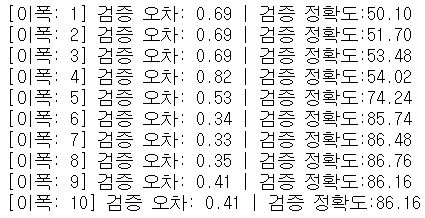 [이폭: 1] 검증 오차: 0.69 | 검증 정확도:50.10
[이폭: 2] 검증 오차: 0.69 | 검증 정확도:51.70
[이폭: 3] 검증 오차: 0.69 | 검증 정확도:53.48
[이폭: 4] 검증 오차: 0.82 | 검증 정확도:54.02
[이폭: 5] 검증 오차: 0.53 | 검증 정확도:74.24
[이폭: 6] 검증 오차: 0.34 | 검증 정확도:85.74
[이폭: 7] 검증 오차: 0.33 | 검증 정확도:86.48
[이폭: 8] 검증 오차: 0.35 | 검증 정확도:86.76
[이폭: 9] 검증 오차: 0.41 | 검증 정확도:86.16
[이폭: 10] 검증 오차: 0.41 | 검증 정확도:86.16